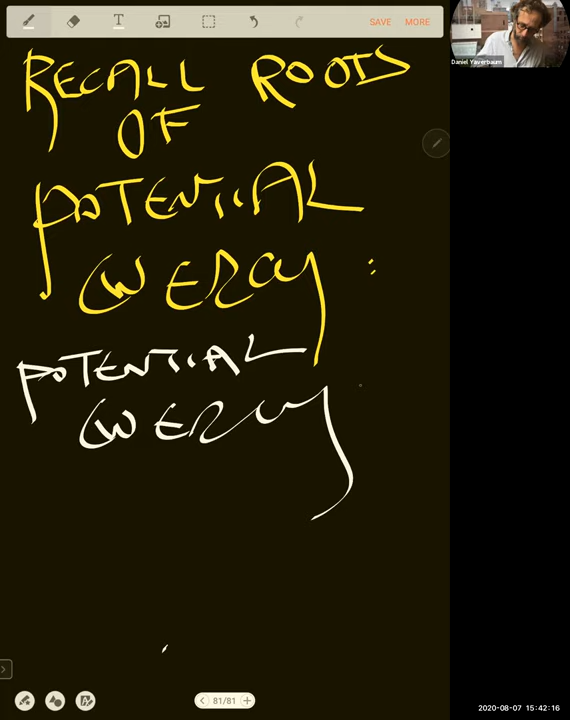 SAVE MORE
Daniel Yaverbaum
RECALL ROOTS
OF
POTENTIAL
ENERGY:
POTENTIAL
ENERGY
81/81
2020-08-07 15:42:16